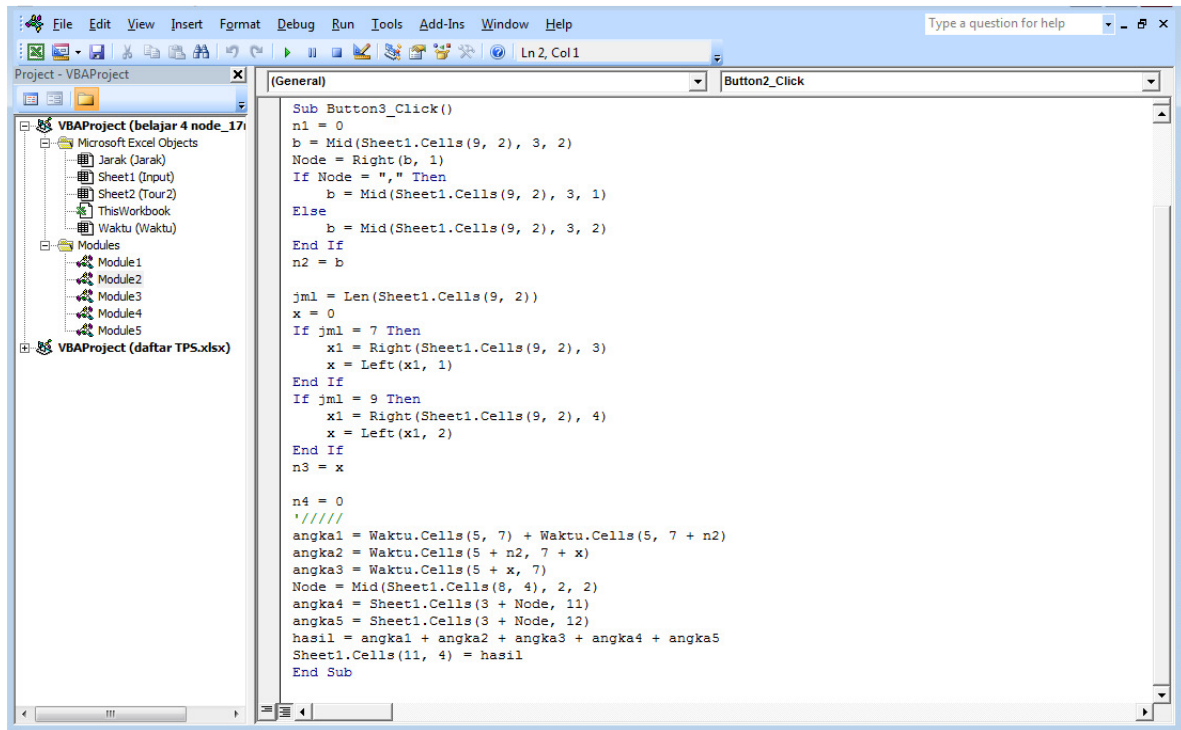 File Edit View Insert Format Debug Run Tools Add-Ins Window Help Type a question for help
Ln 2, Col 1
Project - VBAProject
(General) Button2_Click
VBAProject (belajar 4 node_17
Microsoft Excel Objects
Jarak (Jarak)
Sheet1 (Input)
Sheet2 (Tour2)
ThisWorkbook
Waktu (Waktu)
Modules
Module1
Module2
Module3
Module4
Module5
VBAProject (daftar TPS.xlsx)
Sub Button3_Click()
n1 = 0
b = Mid(Sheet1.Cells(9, 2), 3, 2)
Node = Right(b, 1)
If Node = "," Then
    b = Mid(Sheet1.Cells(9, 2), 3, 1)
Else
    b = Mid(Sheet1.Cells(9, 2), 3, 2)
End If
n2 = b
jml = Len(Sheet1.Cells(9, 2))
x = 0
If jml = 7 Then
    x1 = Right(Sheet1.Cells(9, 2), 3)
    x = Left(x1, 1)
End If
If jml = 9 Then
    x1 = Right(Sheet1.Cells(9, 2), 4)
    x = Left(x1, 2)
End If
n3 = x
n4 = 0
'/////
angka1 = Waktu.Cells(5, 7) + Waktu.Cells(5, 7 + n2)
angka2 = Waktu.Cells(5 + n2, 7 + x)
angka3 = Waktu.Cells(5 + x, 7)
Node = Mid(Sheet1.Cells(8, 4), 2, 2)
angka4 = Sheet1.Cells(3 + Node, 11)
angka5 = Sheet1.Cells(3 + Node, 12)
hasil = angka1 + angka2 + angka3 + angka4 + angka5
Sheet1.Cells(11, 4) = hasil
End Sub